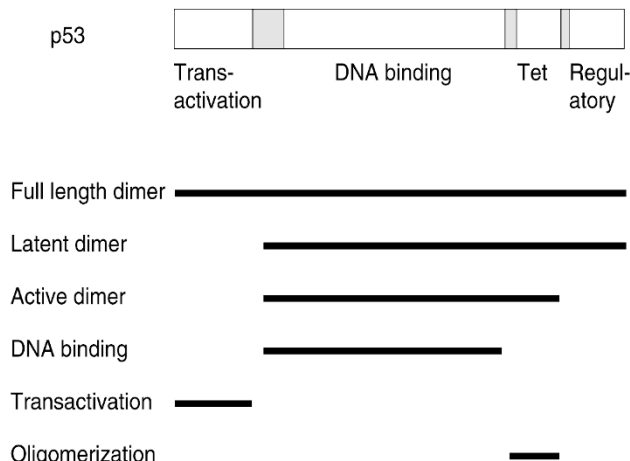 p53
Trans-
activation
DNA binding
Tet
Regul-
atory
Full length dimer
Latent dimer
Active dimer
DNA binding
Transactivation
Oligomerization